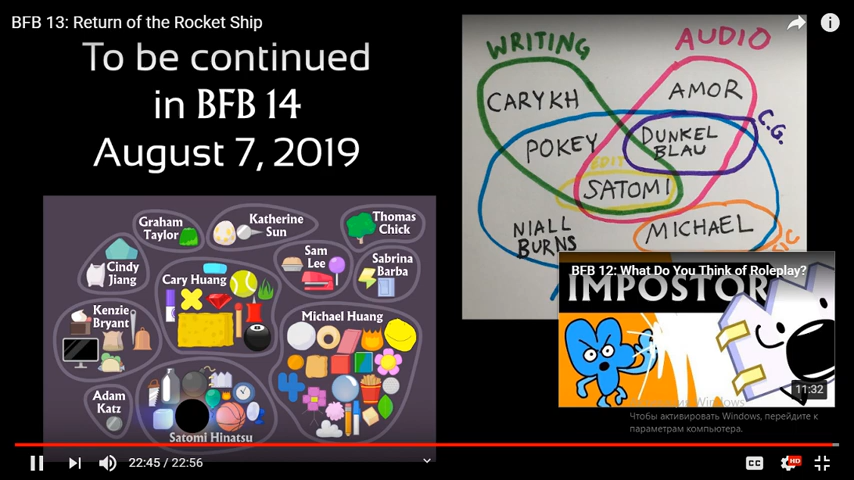 BFB 13: Return of the Rocket Ship
To be continued
in BFB 14
August 7, 2019
WRITING
AUDIO
CARYKH
AMOR
C.G.
POKEY
DUNKEL
BLAU
EDIT
SATOMI
NIALL
BURNS
MICHAEL
Graham
Taylor
Katherine
Sun
Thomas
Chick
Cindy
Jiang
Cary Huang
Sam
Lee
Sabrina
Barba
Kenzie
Bryant
Michael Huang
Adam
Katz
Satomi Hinatsu
BFB 12: What Do You Think of Roleplay?
IMPOSTOR
11:32
Чтобы активировать Windows, перейдите к
параметрам компьютера.
22:45 / 22:56
CC
HD